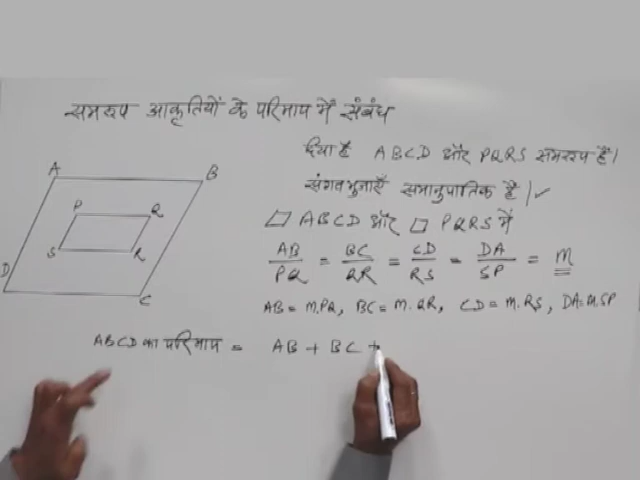 समरुप आकृतियों के परिमाप में संबंध
दिया है ABCD और PQRS समरुप हैं।
संगत भुजाएँ समानुपातिक है। ✓
▱ ABCD और ▱ PQRS में
AB/PQ = BC/QR = CD/RS = DA/SP = M
AB = M.PQ, BC = M.QR, CD = M.RS, DA = M.SP
A B
P Q
S R
D C
ABCD का परिमाप = AB + BC +